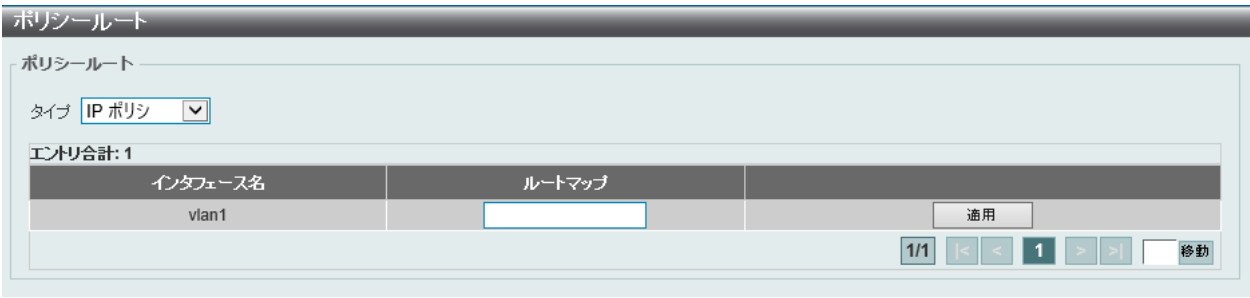 ポリシールート
ポリシールート
タイプ IP ポリシ
エントリ合計: 1
インタフェース名 ルートマップ
vlan1 適用
1/1 |< < 1 > >| 移動